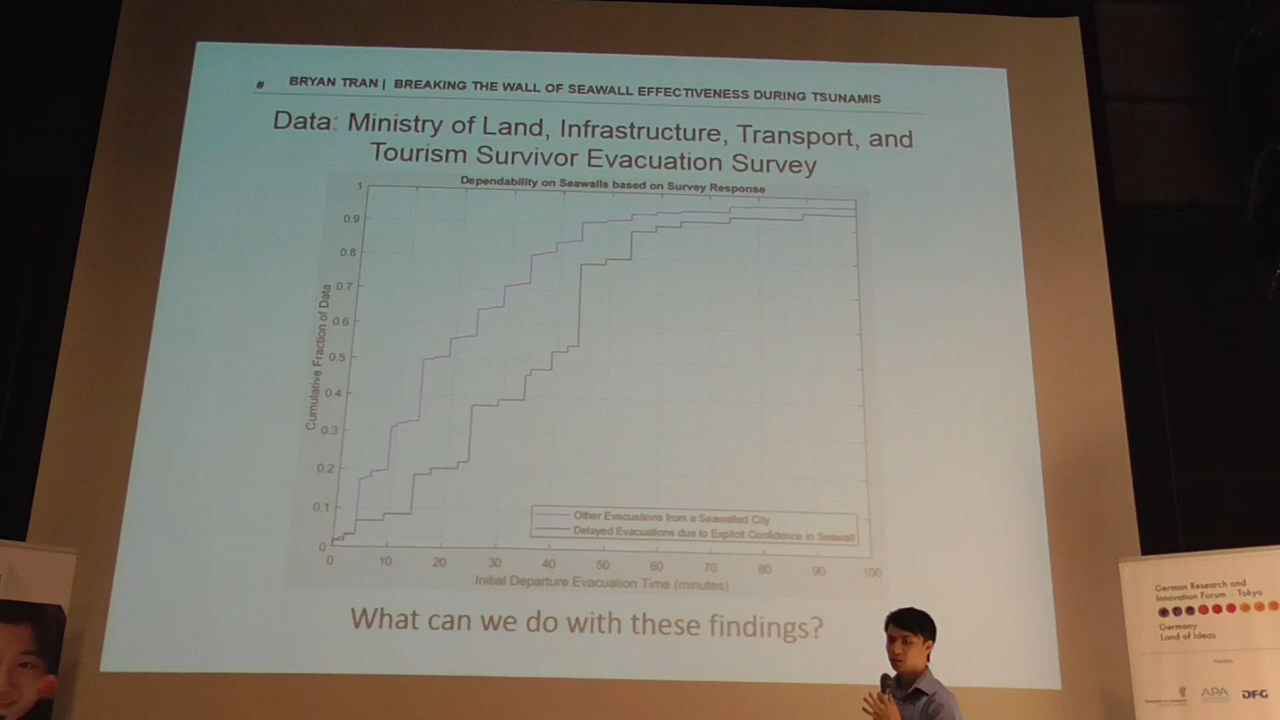 BRYAN TRAN | BREAKING THE WALL OF SEAWALL EFFECTIVENESS DURING TSUNAMIS
Data: Ministry of Land, Infrastructure, Transport, and
Tourism Survivor Evacuation Survey
Dependability on Seawalls based on Survey Response
1
0.9
0.8
0.7
0.6
0.5
0.4
0.3
0.2
0.1
0
Cumulative Fraction of Data
Other Evacuations from a Seawalled City
Delayed Evacuations due to Explicit Confidence in Seawall
0 10 20 30 40 50 60 70 80 90 100
Initial Departure Evacuation Time (minutes)
What can we do with these findings?
German Research and
Innovation Forum Tokyo
Germany
Land of Ideas
APA
DFG